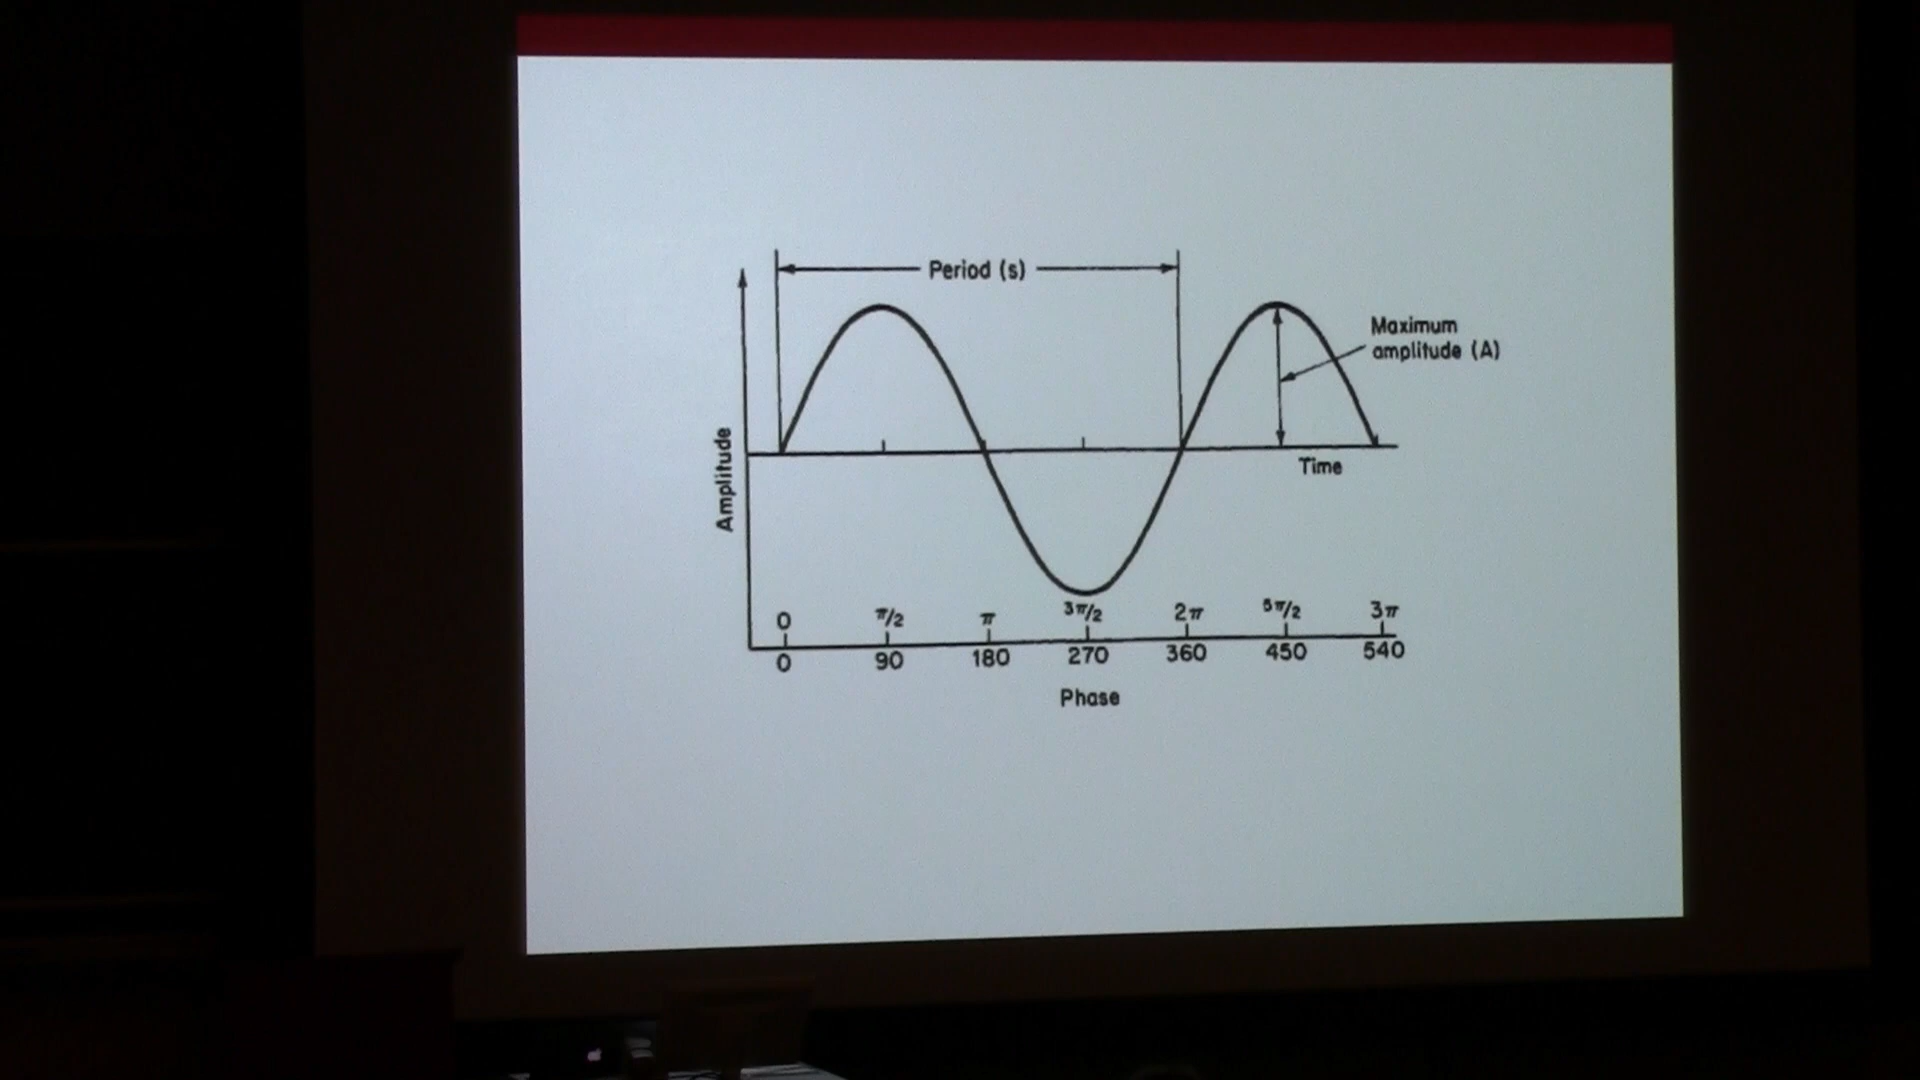 Period (s)
Maximum
amplitude (A)
Amplitude
Time
0 π/2 π 3π/2 2π 5π/2 3π
0 90 180 270 360 450 540
Phase